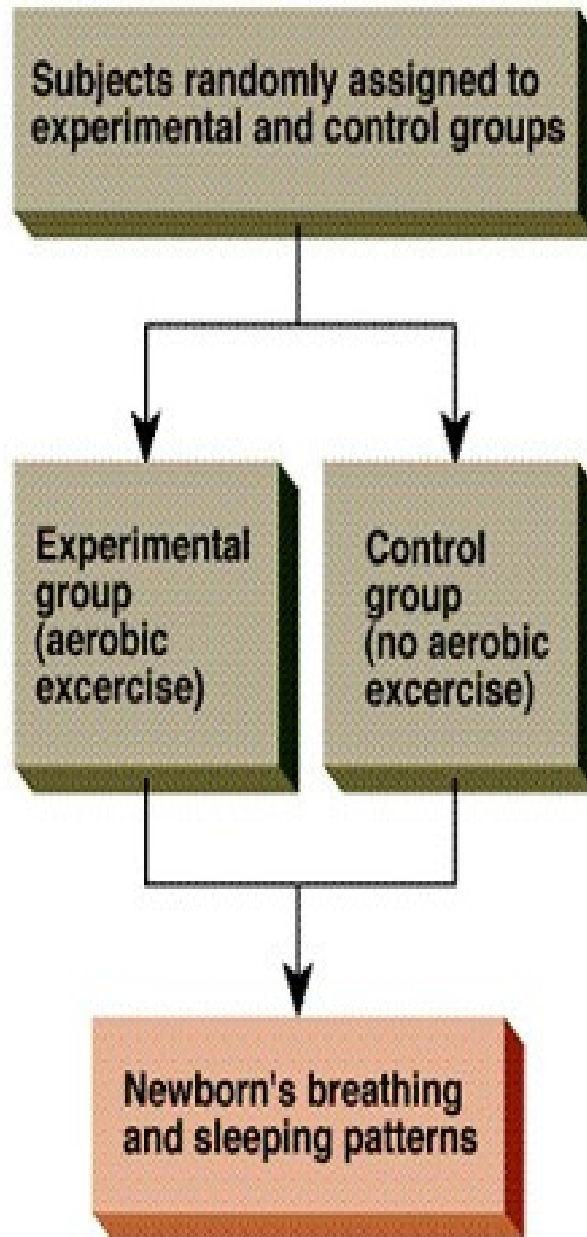 Subjects randomly assigned to
experimental and control groups
Experimental
group
(aerobic
excercise)
Control
group
(no aerobic
excercise)
Newborn's breathing
and sleeping patterns